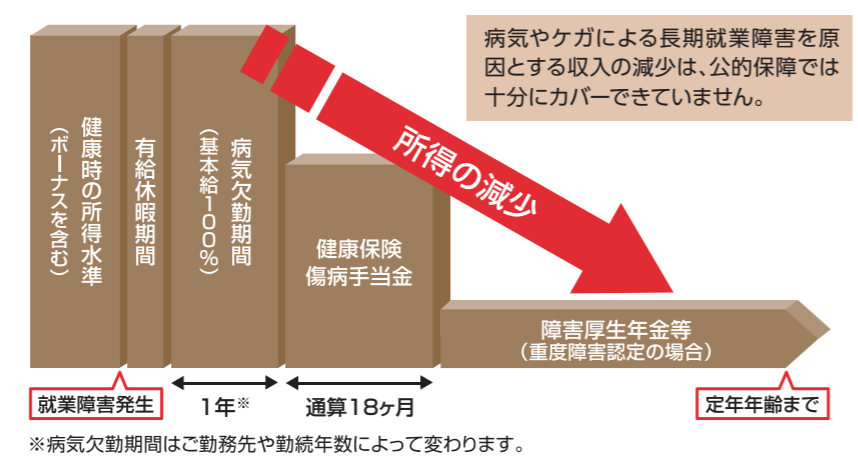 病気やケガによる長期就業障害を原
因とする収入の減少は、公的保障では
十分にカバーできていません。
所得の減少
健康時の所得水準
（ボーナスを含む）
有給休暇期間
病気欠勤期間
（基本給100%）
健康保険
傷病手当金
障害厚生年金等
（重度障害認定の場合）
就業障害発生
1年※
通算18ヶ月
定年年齢まで
※病気欠勤期間はご勤務先や勤続年数によって変わります。